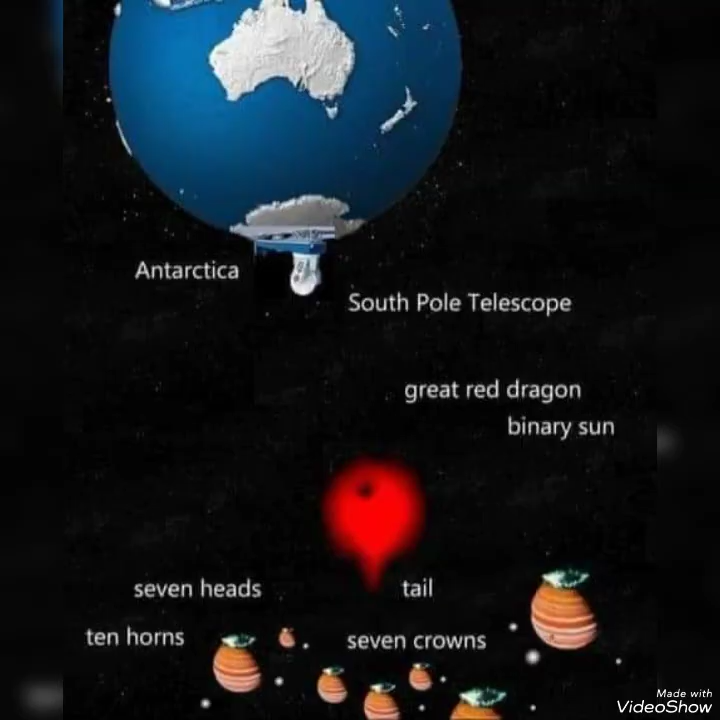 Antarctica
South Pole Telescope
great red dragon
binary sun
seven heads
tail
ten horns
seven crowns
Made with
VideoShow